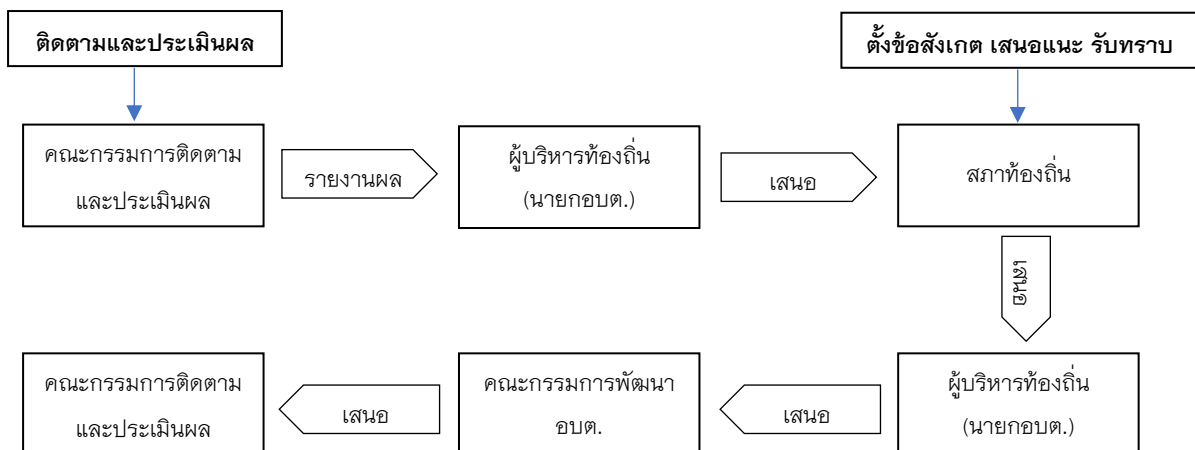 ติดตามและประเมินผล
ตั้งข้อสังเกต เสนอแนะ รับทราบ
คณะกรรมการติดตาม
และประเมินผล
รายงานผล
ผู้บริหารท้องถิ่น
(นายกอบต.)
เสนอ
สภาท้องถิ่น
เสนอ
ผู้บริหารท้องถิ่น
(นายกอบต.)
เสนอ
คณะกรรมการพัฒนา
อบต.
เสนอ
คณะกรรมการติดตาม
และประเมินผล